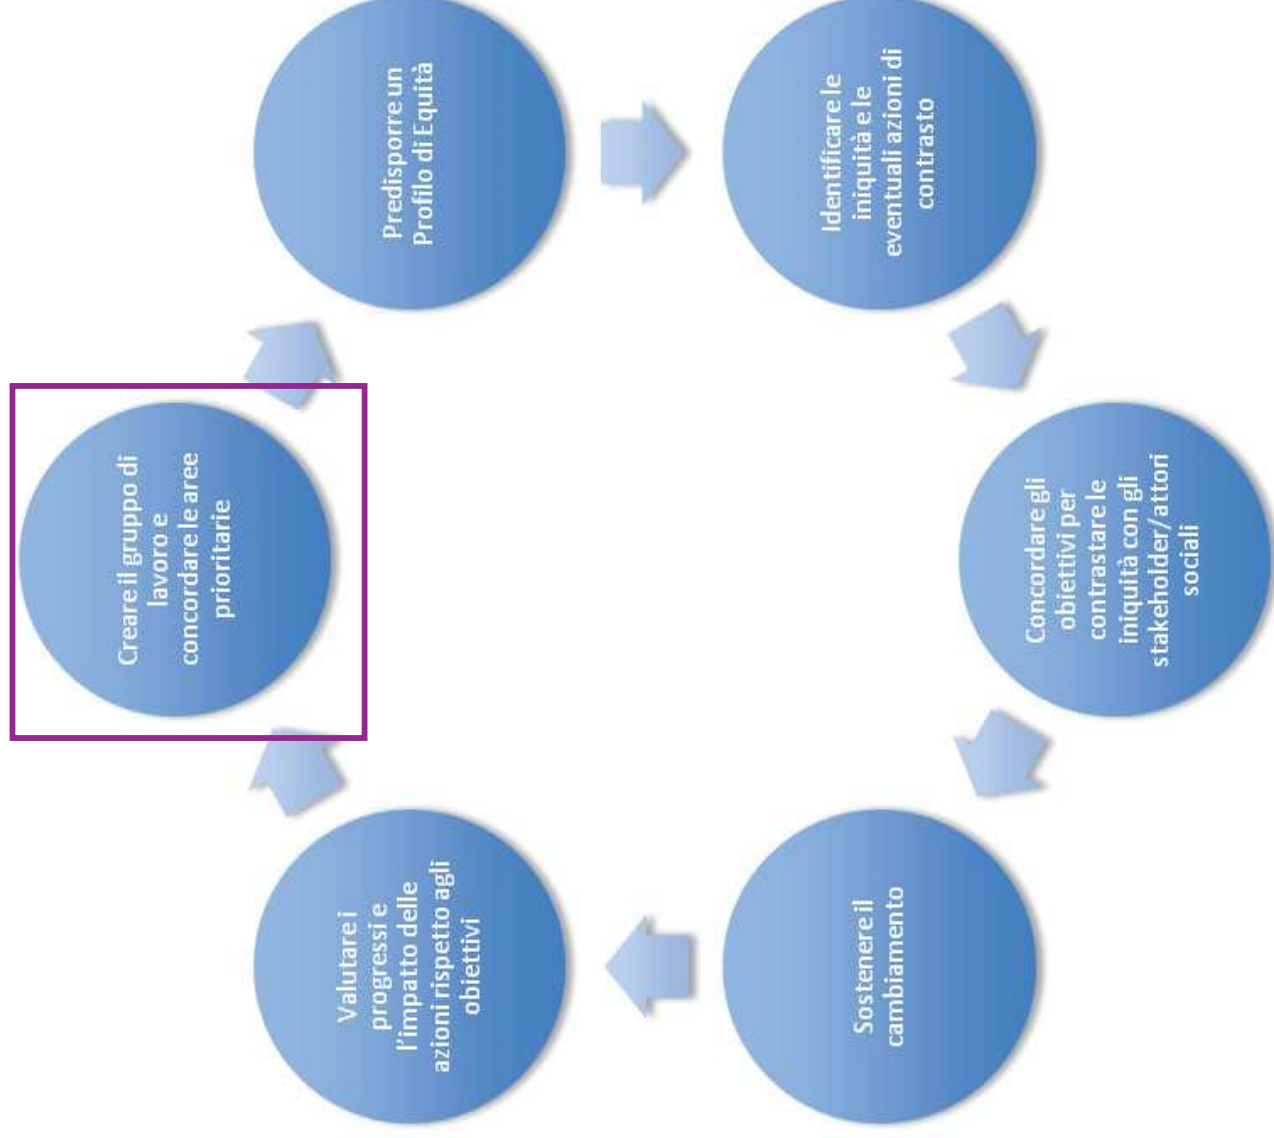 Creare il gruppo di
lavoro e
concordare le aree
prioritarie
Predisporre un
Profilo di Equità
Identificare le
iniquità e le
eventuali azioni di
contrasto
Concordare gli
obiettivi per
contrastare le
iniquità con gli
stakeholder/attori
sociali
Sostenere il
cambiamento
Valutare i
progressi e
l'impatto delle
azioni rispetto agli
obiettivi